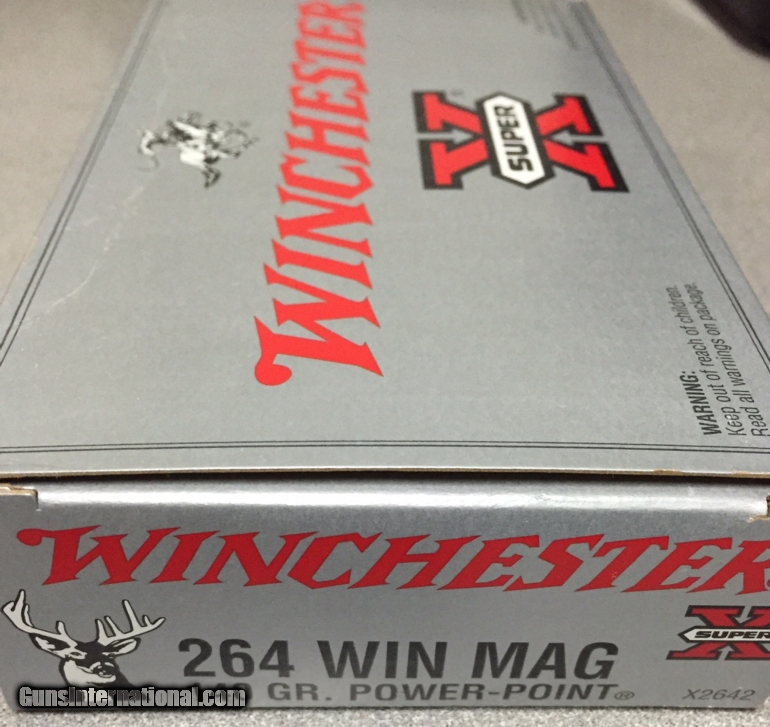 WINCHESTER
SUPER X
WARNING:
Keep out of reach of children.
Read all warnings on package.
WINCHESTER
264 WIN MAG
GR. POWER-POINT®
SUPER X
X2642
GunsInternational.com